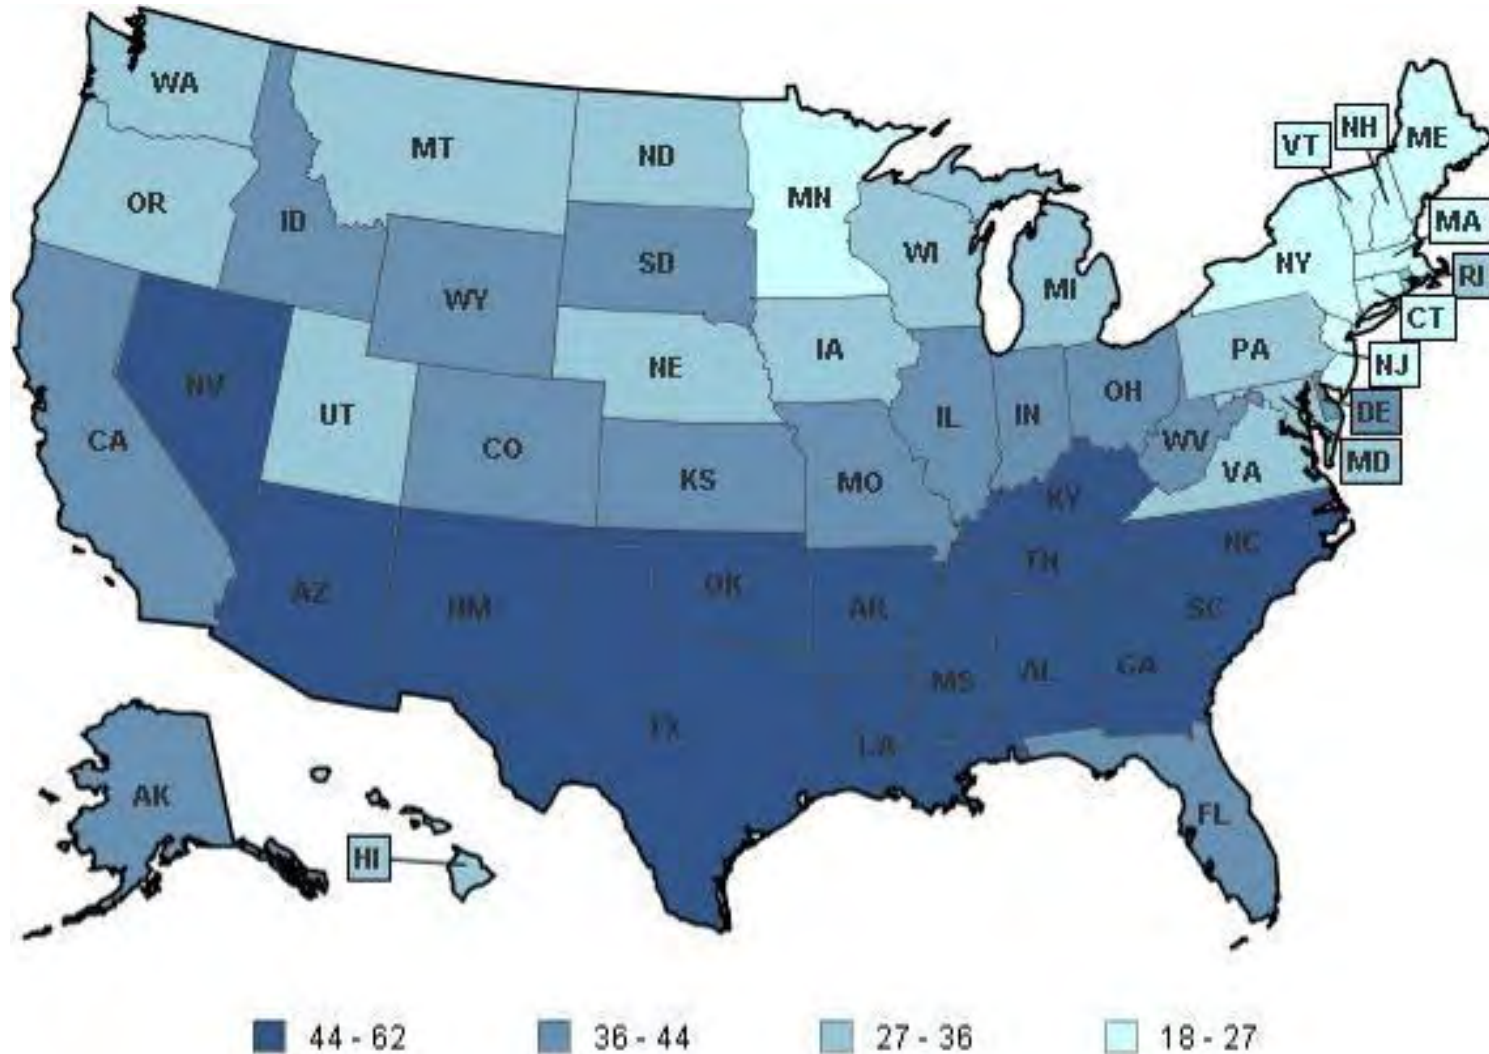 WA
MT
ND
MN
VT
NH
ME
OR
ID
SD
WI
MI
NY
MA
RI
WY
CT
NV
NE
IA
PA
NJ
CA
UT
CO
KS
MO
IL
IN
OH
WV
DE
VA
MD
KY
NC
AZ
NM
OK
AR
TN
SC
TX
LA
MS
AL
GA
AK
HI
FL
44 - 62
36 - 44
27 - 36
18 - 27